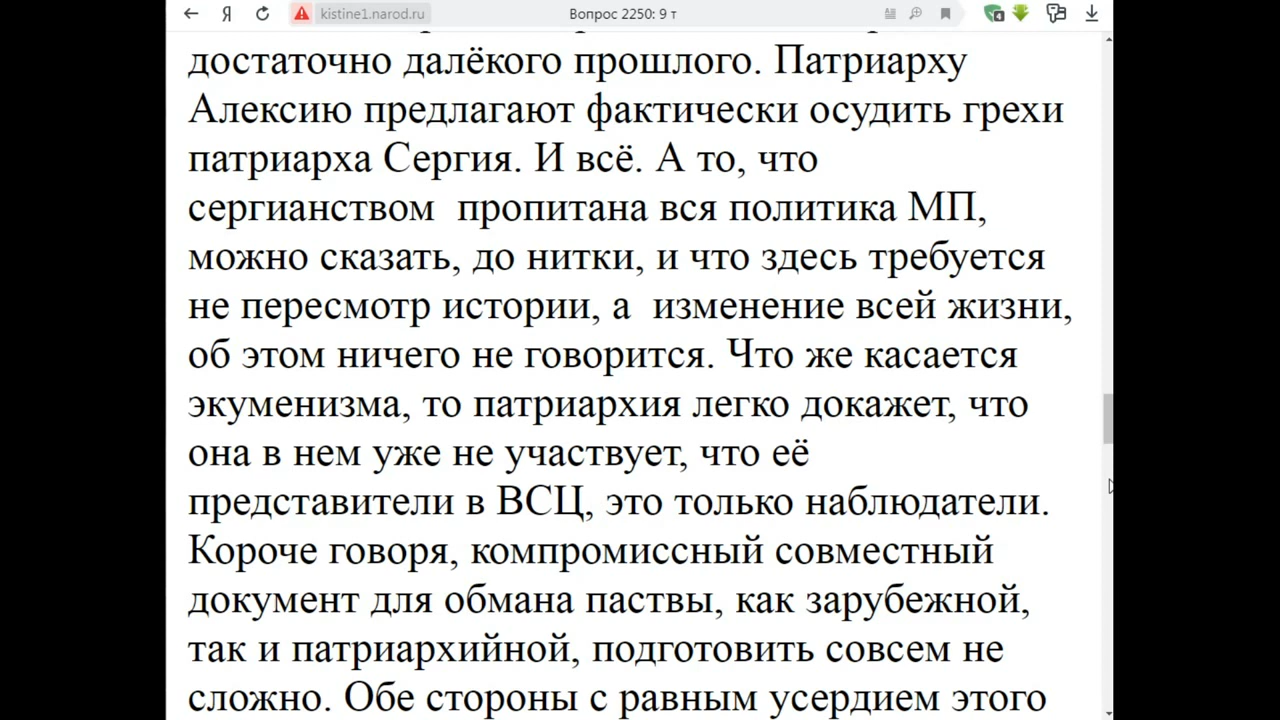 kistine1.narod.ru
Вопрос 2250: 9 т
достаточно далёкого прошлого. Патриарху
Алексию предлагают фактически осудить грехи
патриарха Сергия. И всё. А то, что
сергианством  пропитана вся политика МП,
можно сказать, до нитки, и что здесь требуется
не пересмотр истории, а  изменение всей жизни,
об этом ничего не говорится. Что же касается
экуменизма, то патриархия легко докажет, что
она в нем уже не участвует, что её
представители в ВСЦ, это только наблюдатели.
Короче говоря, компромиссный совместный
документ для обмана паствы, как зарубежной,
так и патриархийной, подготовить совсем не
сложно. Обе стороны с равным усердием этого